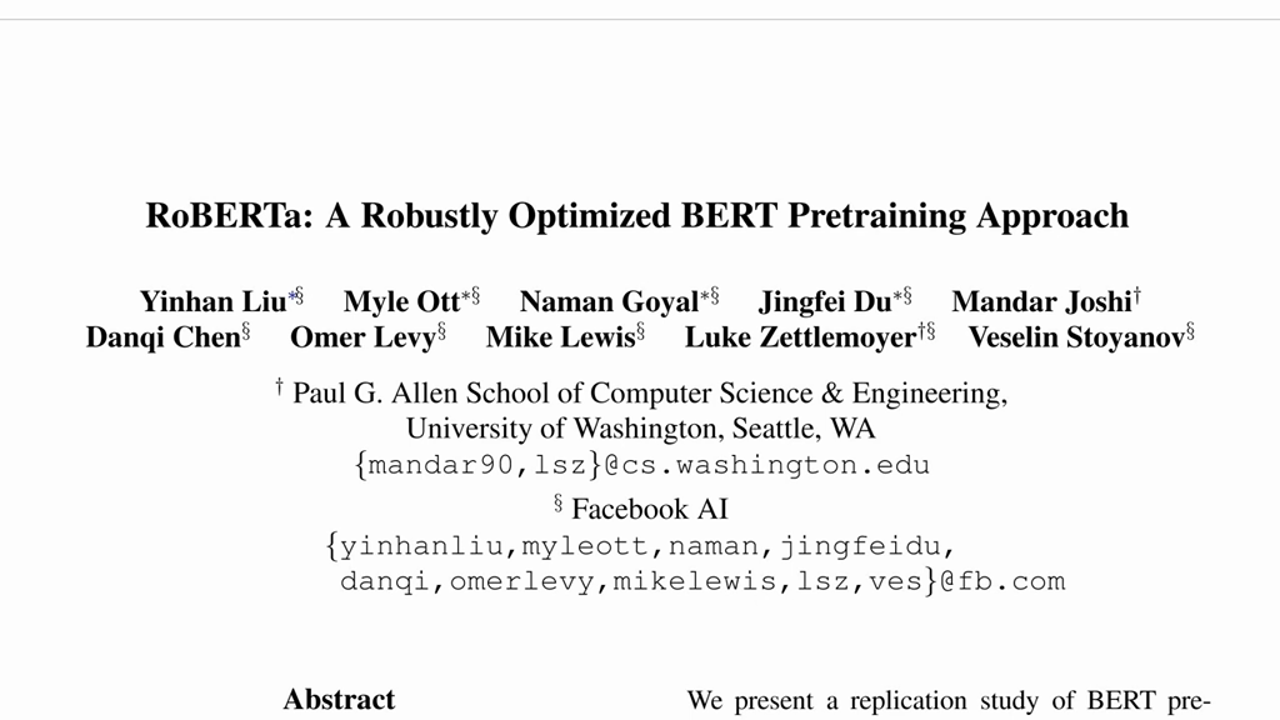 RoBERTa: A Robustly Optimized BERT Pretraining Approach
Yinhan Liu*§ Myle Ott*§ Naman Goyal*§ Jingfei Du*§ Mandar Joshi†
Danqi Chen§ Omer Levy§ Mike Lewis§ Luke Zettlemoyer†§ Veselin Stoyanov§
† Paul G. Allen School of Computer Science & Engineering,
University of Washington, Seattle, WA
{mandar90,lsz}@cs.washington.edu
§ Facebook AI
{yinhanliu,myleott,naman,jingfeidu,
danqi,omerlevy,mikelewis,lsz,ves}@fb.com
Abstract
We present a replication study of BERT pre-